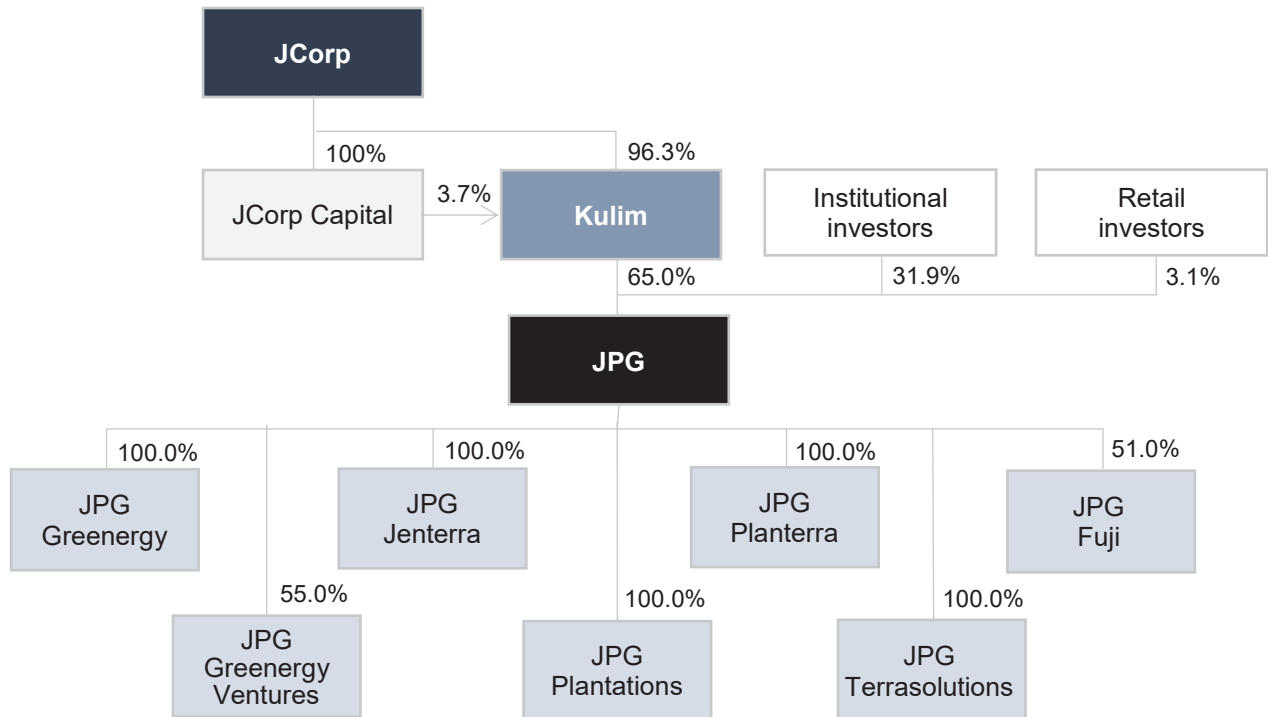 JCorp
100%
96.3%
JCorp Capital
3.7%
Kulim
Institutional
investors
Retail
investors
65.0%
31.9%
3.1%
JPG
100.0%
100.0%
100.0%
51.0%
JPG
Greenergy
JPG
Jenterra
JPG
Planterra
JPG
Fuji
55.0%
100.0%
100.0%
JPG
Greenergy
Ventures
JPG
Plantations
JPG
Terrasolutions